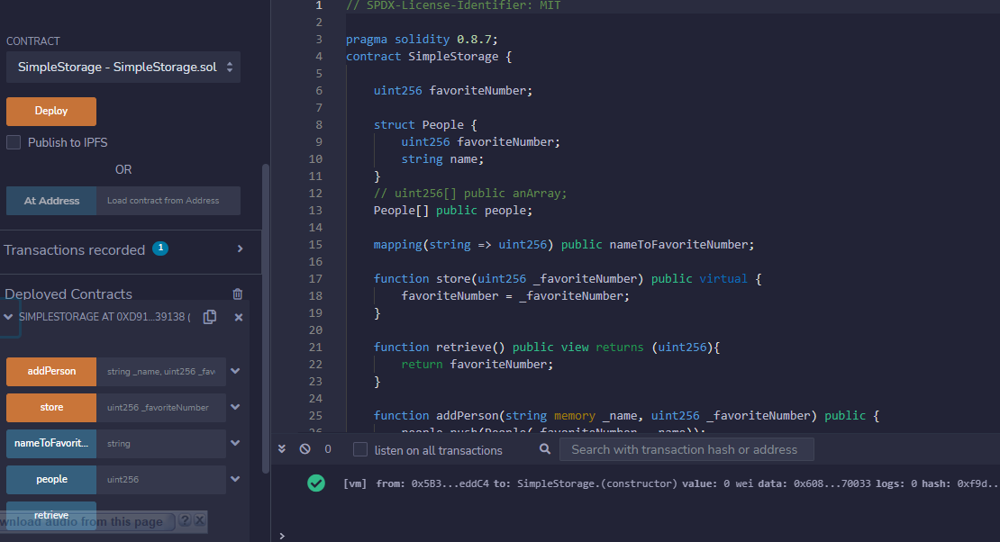 CONTRACT
SimpleStorage - SimpleStorage.sol
Deploy
Publish to IPFS
OR
At Address Load contract from Address
Transactions recorded 1
Deployed Contracts
SIMPLESTORAGE AT 0XD91...39138 (
addPerson string _name, uint256 _fav
store uint256 _favoriteNumber
nameToFavorit... string
people uint256
retrieve
wnload audio from this page ? X
1 // SPDX-License-Identifier: MIT
2
3 pragma solidity 0.8.7;
4 contract SimpleStorage {
5
6 uint256 favoriteNumber;
7
8 struct People {
9 uint256 favoriteNumber;
10 string name;
11 }
12 // uint256[] public anArray;
13 People[] public people;
14
15 mapping(string => uint256) public nameToFavoriteNumber;
16
17 function store(uint256 _favoriteNumber) public virtual {
18 favoriteNumber = _favoriteNumber;
19 }
20
21 function retrieve() public view returns (uint256){
22 return favoriteNumber;
23 }
24
25 function addPerson(string memory _name, uint256 _favoriteNumber) public {
26 people.push(People(_favoriteNumber, _name));
0 listen on all transactions Search with transaction hash or address
[vm] from: 0x5B3...eddC4 to: SimpleStorage.(constructor) value: 0 wei data: 0x608...70033 logs: 0 hash: 0xf9d...
>